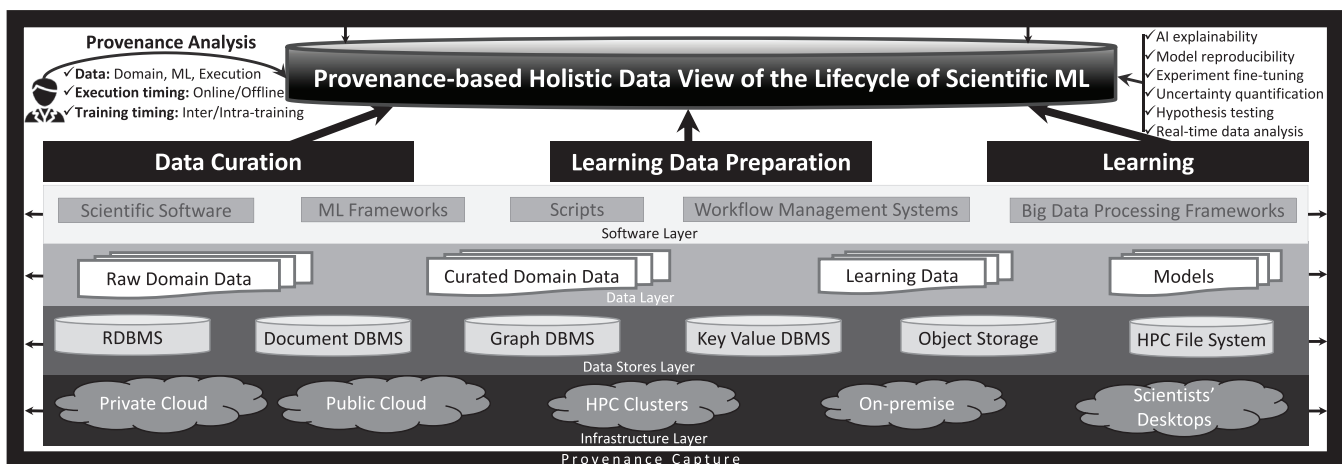 Provenance Analysis
✓Data: Domain, ML, Execution
✓Execution timing: Online/Offline
✓Training timing: Inter/Intra-training
Provenance-based Holistic Data View of the Lifecycle of Scientific ML
✓AI explainability
✓Model reproducibility
✓Experiment fine-tuning
✓Uncertainty quantification
✓Hypothesis testing
✓Real-time data analysis
Data Curation
Learning Data Preparation
Learning
Scientific Software
ML Frameworks
Scripts
Workflow Management Systems
Big Data Processing Frameworks
Software Layer
Raw Domain Data
Curated Domain Data
Learning Data
Models
Data Layer
RDBMS
Document DBMS
Graph DBMS
Key Value DBMS
Object Storage
HPC File System
Data Stores Layer
Private Cloud
Public Cloud
HPC Clusters
On-premise
Scientists’
Desktops
Infrastructure Layer
Provenance Capture